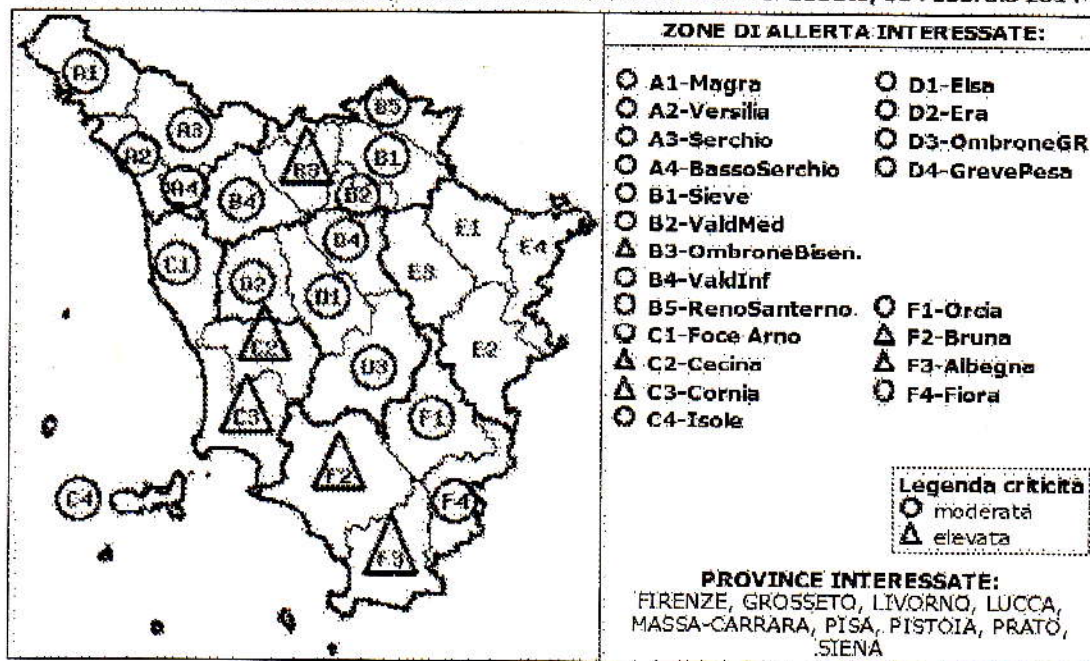 ZONE DI ALLERTA INTERESSATE:
A1-Magra
A2-Versilia
A3-Serchio
A4-BassoSerchio
B1-Sieve
B2-ValdMed
B3-OmbroneBisen.
B4-ValdInf
B5-RenoSanterno.
C1-Foce Arno
C2-Cecina
C3-Cornia
C4-Isole
D1-Elsa
D2-Era
D3-OmbroneGR
D4-GrevePesa
F1-Orcia
F2-Bruna
F3-Albegna
F4-Fiora
Legenda criticità
moderata
elevata
PROVINCE INTERESSATE:
FIRENZE, GROSSETO, LIVORNO, LUCCA,
MASSA-CARRARA, PISA, PISTOIA, PRATO,
SIENA
A1
A3
A2
A4
B5
B1
B3
B2
B4
E1
E4
D4
E3
C1
D2
D1
C2
E2
D3
C3
F1
F2
C4
F4
F3